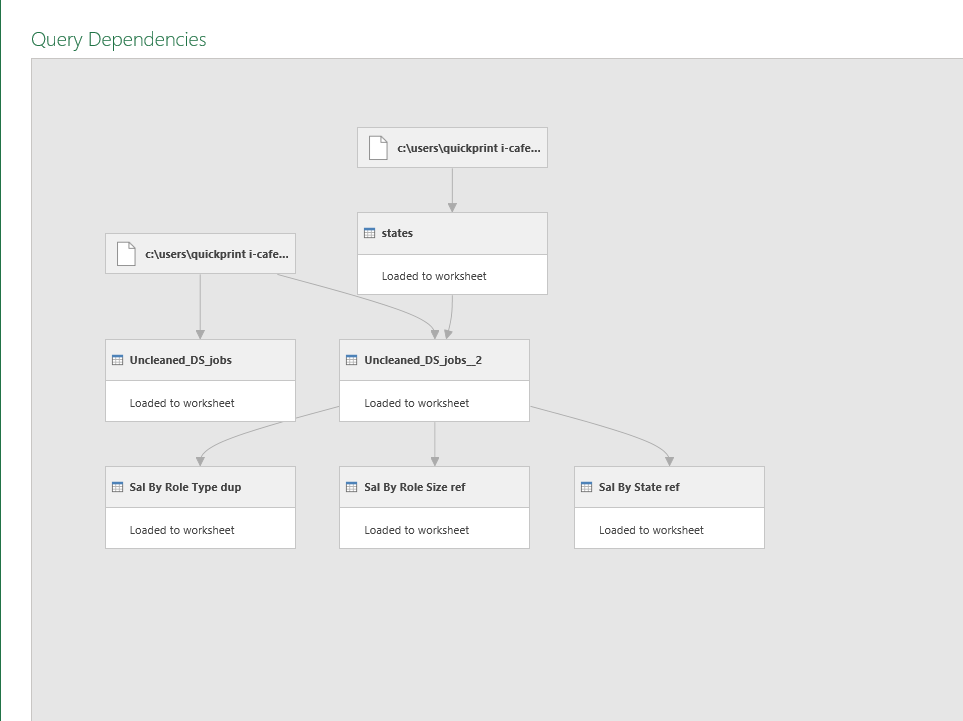 Query Dependencies
c:\users\quickprint i-cafe...
states
Loaded to worksheet
c:\users\quickprint i-cafe...
Uncleaned_DS_jobs
Loaded to worksheet
Uncleaned_DS_jobs__2
Loaded to worksheet
Sal By Role Type dup
Loaded to worksheet
Sal By Role Size ref
Loaded to worksheet
Sal By State ref
Loaded to worksheet